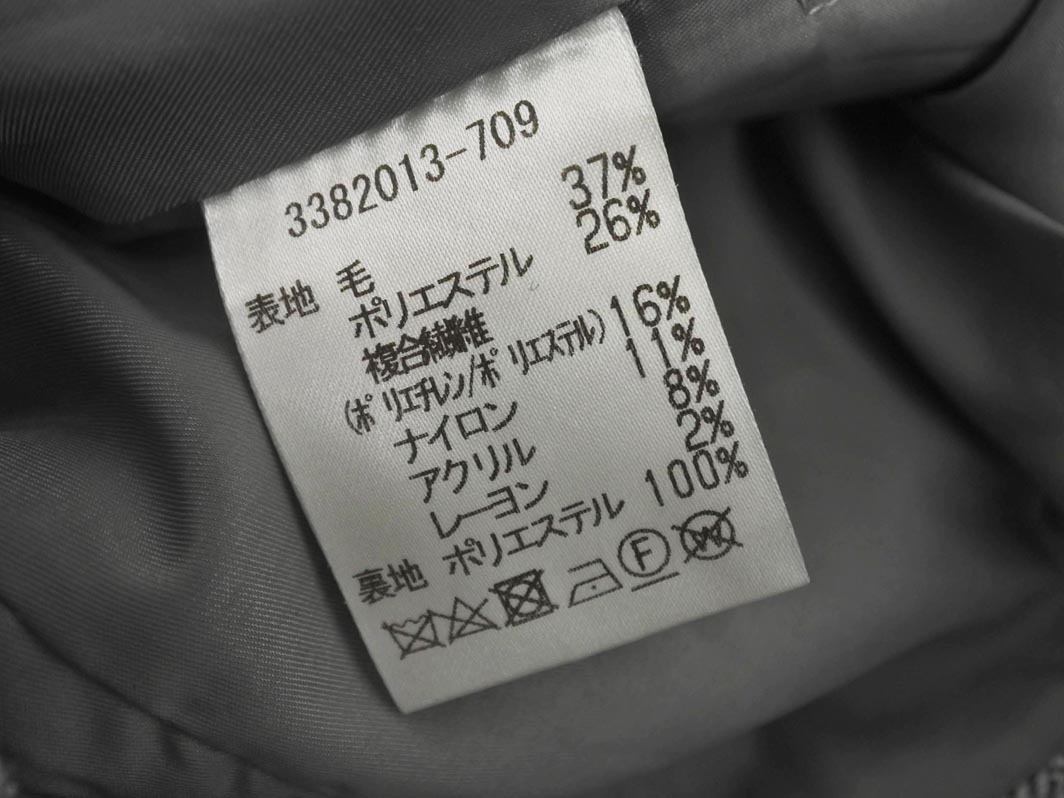 3382013-709
表地 毛 37%
ポリエステル 26%
複合繊維
(ポリエチレン/ポリエステル) 16%
ナイロン 11%
アクリル 8%
レーヨン 2%
裏地 ポリエステル 100%
F W